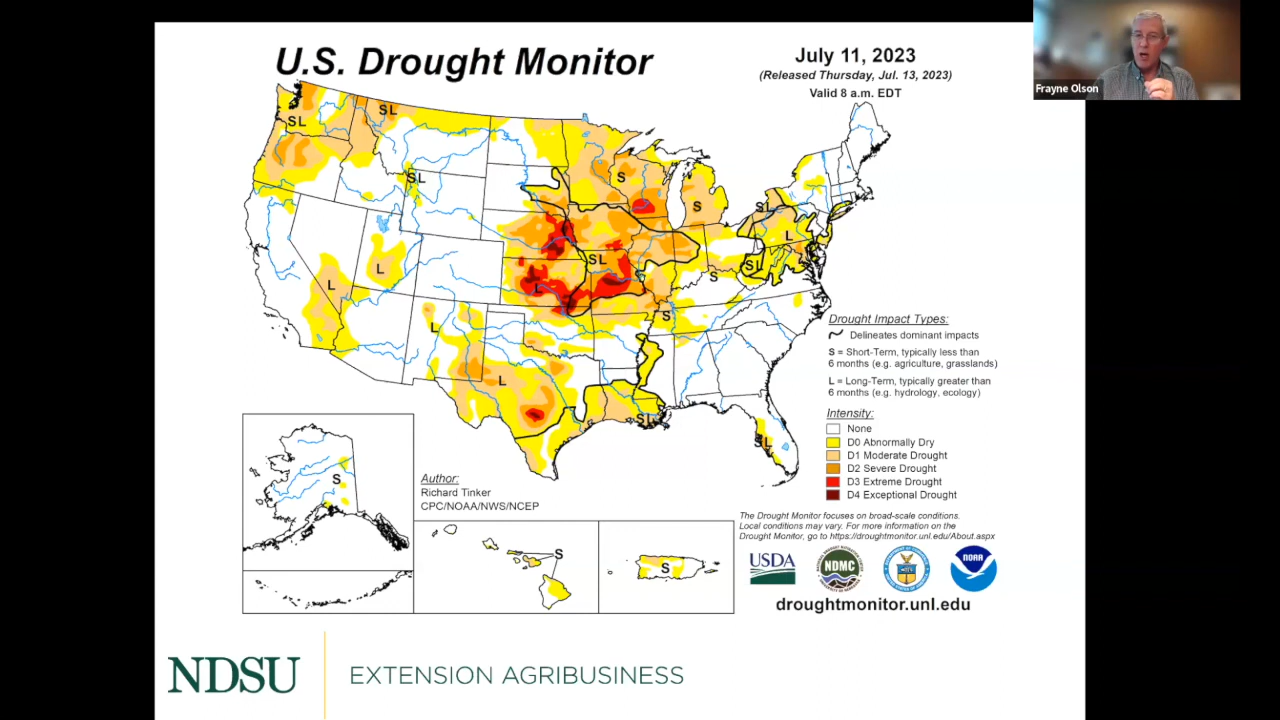 U.S. Drought Monitor
July 11, 2023
(Released Thursday, Jul. 13, 2023)
Valid 8 a.m. EDT
Frayne Olson
SL
SL
SL
S
S
SL
L
SL
SL
S
L
L
L
L
S
L
SL
SL
Drought Impact Types:
Delineates dominant impacts
S = Short-Term, typically less than
6 months (e.g. agriculture, grasslands)
L = Long-Term, typically greater than
6 months (e.g. hydrology, ecology)
Intensity:
None
D0 Abnormally Dry
D1 Moderate Drought
D2 Severe Drought
D3 Extreme Drought
D4 Exceptional Drought
S
Author:
Richard Tinker
CPC/NOAA/NWS/NCEP
S
S
The Drought Monitor focuses on broad-scale conditions.
Local conditions may vary. For more information on the
Drought Monitor, go to https://droughtmonitor.unl.edu/About.aspx
USDA
NDMC
NOAA
droughtmonitor.unl.edu
NDSU
EXTENSION AGRIBUSINESS